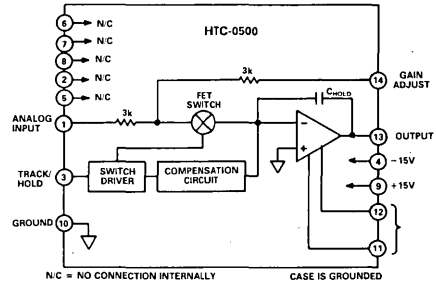 HTC-0500
6 N/C
7 N/C
8 N/C
2 N/C
5 N/C
3k
14 GAIN ADJUST
FET SWITCH
C HOLD
ANALOG INPUT 1
3k
−
+
13 OUTPUT
4 −15V
9 +15V
TRACK/HOLD 3
SWITCH DRIVER
COMPENSATION CIRCUIT
12
GROUND 10
11
N/C = NO CONNECTION INTERNALLY
CASE IS GROUNDED